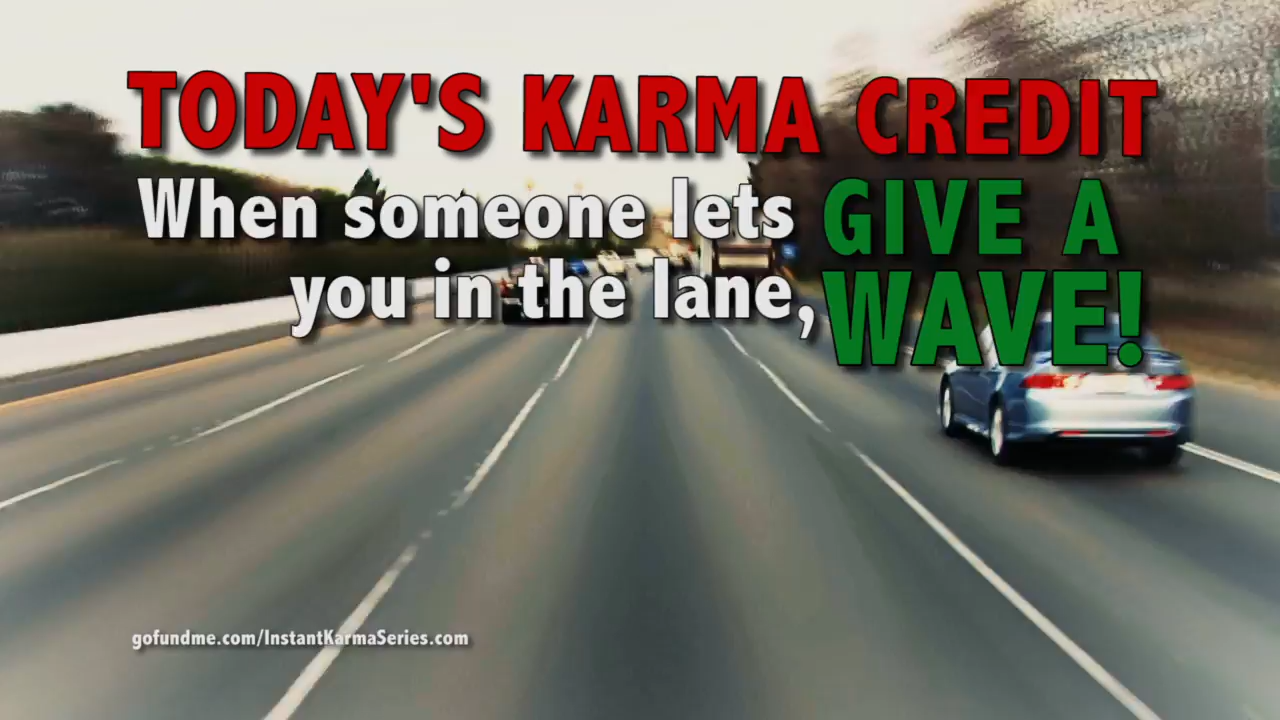 TODAY'S KARMA CREDIT
When someone lets
you in the lane,
GIVE A
WAVE!
gofundme.com/InstantKarmaSeries.com